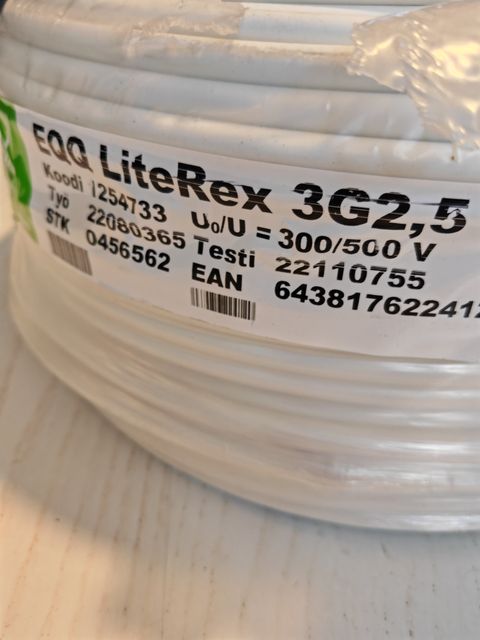 EQQ LiteRex 3G2,5
Koodi 1254733 U₀/U = 300/500 V
Työ 22080365 Testi 22110755
STK 0456562 EAN 643817622412